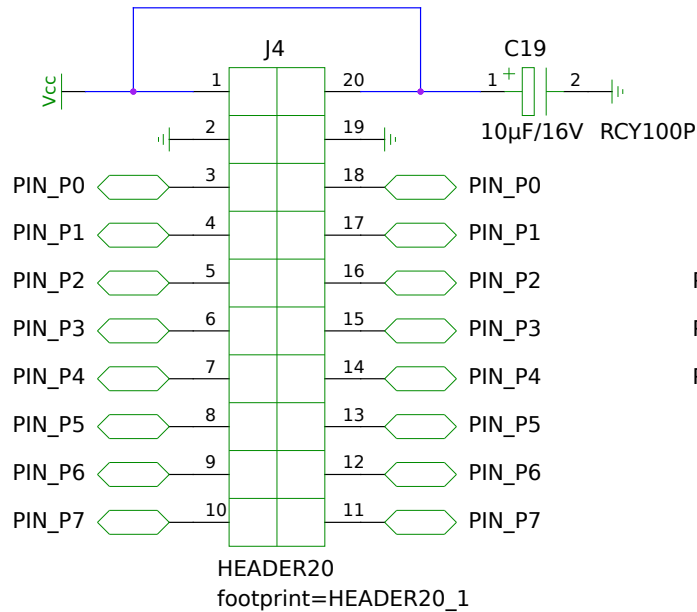 J4
C19
Vcc
1
20
1
+
2
10µF/16V
RCY100P
2
19
PIN_P0
3
18
PIN_P0
PIN_P1
4
17
PIN_P1
PIN_P2
5
16
PIN_P2
PIN_P3
6
15
PIN_P3
PIN_P4
7
14
PIN_P4
PIN_P5
8
13
PIN_P5
PIN_P6
9
12
PIN_P6
PIN_P7
10
11
PIN_P7
HEADER20
footprint=HEADER20_1